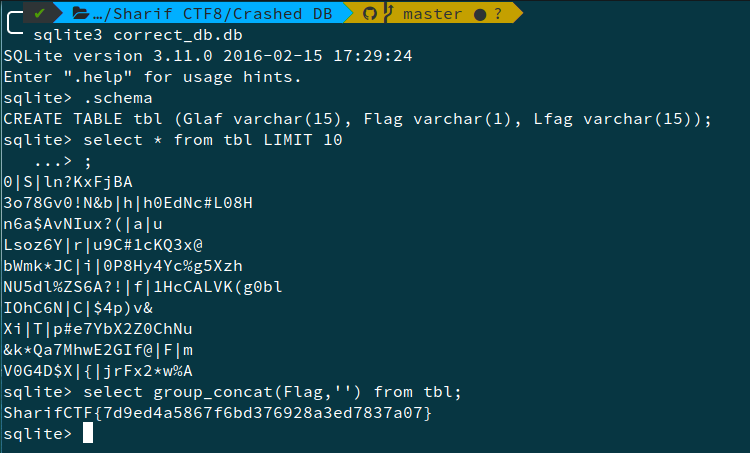 ✔ …/Sharif CTF8/Crashed DB master ● ?
sqlite3 correct_db.db
SQLite version 3.11.0 2016-02-15 17:29:24
Enter ".help" for usage hints.
sqlite> .schema
CREATE TABLE tbl (Glaf varchar(15), Flag varchar(1), Lfag varchar(15));
sqlite> select * from tbl LIMIT 10
...> ;
0|S|ln?KxFjBA
3o78Gv0!N&b|h|h0EdNc#L08H
n6a$AvNIux?(|a|u
Lsoz6Y|r|u9C#1cKQ3x@
bWmk*JC|i|0P8Hy4Yc%g5Xzh
NU5dl%ZS6A?!|f|1HcCALVK(g0bl
IOhC6N|C|$4p)v&
Xi|T|p#e7YbX2Z0ChNu
&k*Qa7MhwE2GIf@|F|m
V0G4D$X|{|jrFx2*w%A
sqlite> select group_concat(Flag,'') from tbl;
SharifCTF{7d9ed4a5867f6bd376928a3ed7837a07}
sqlite>